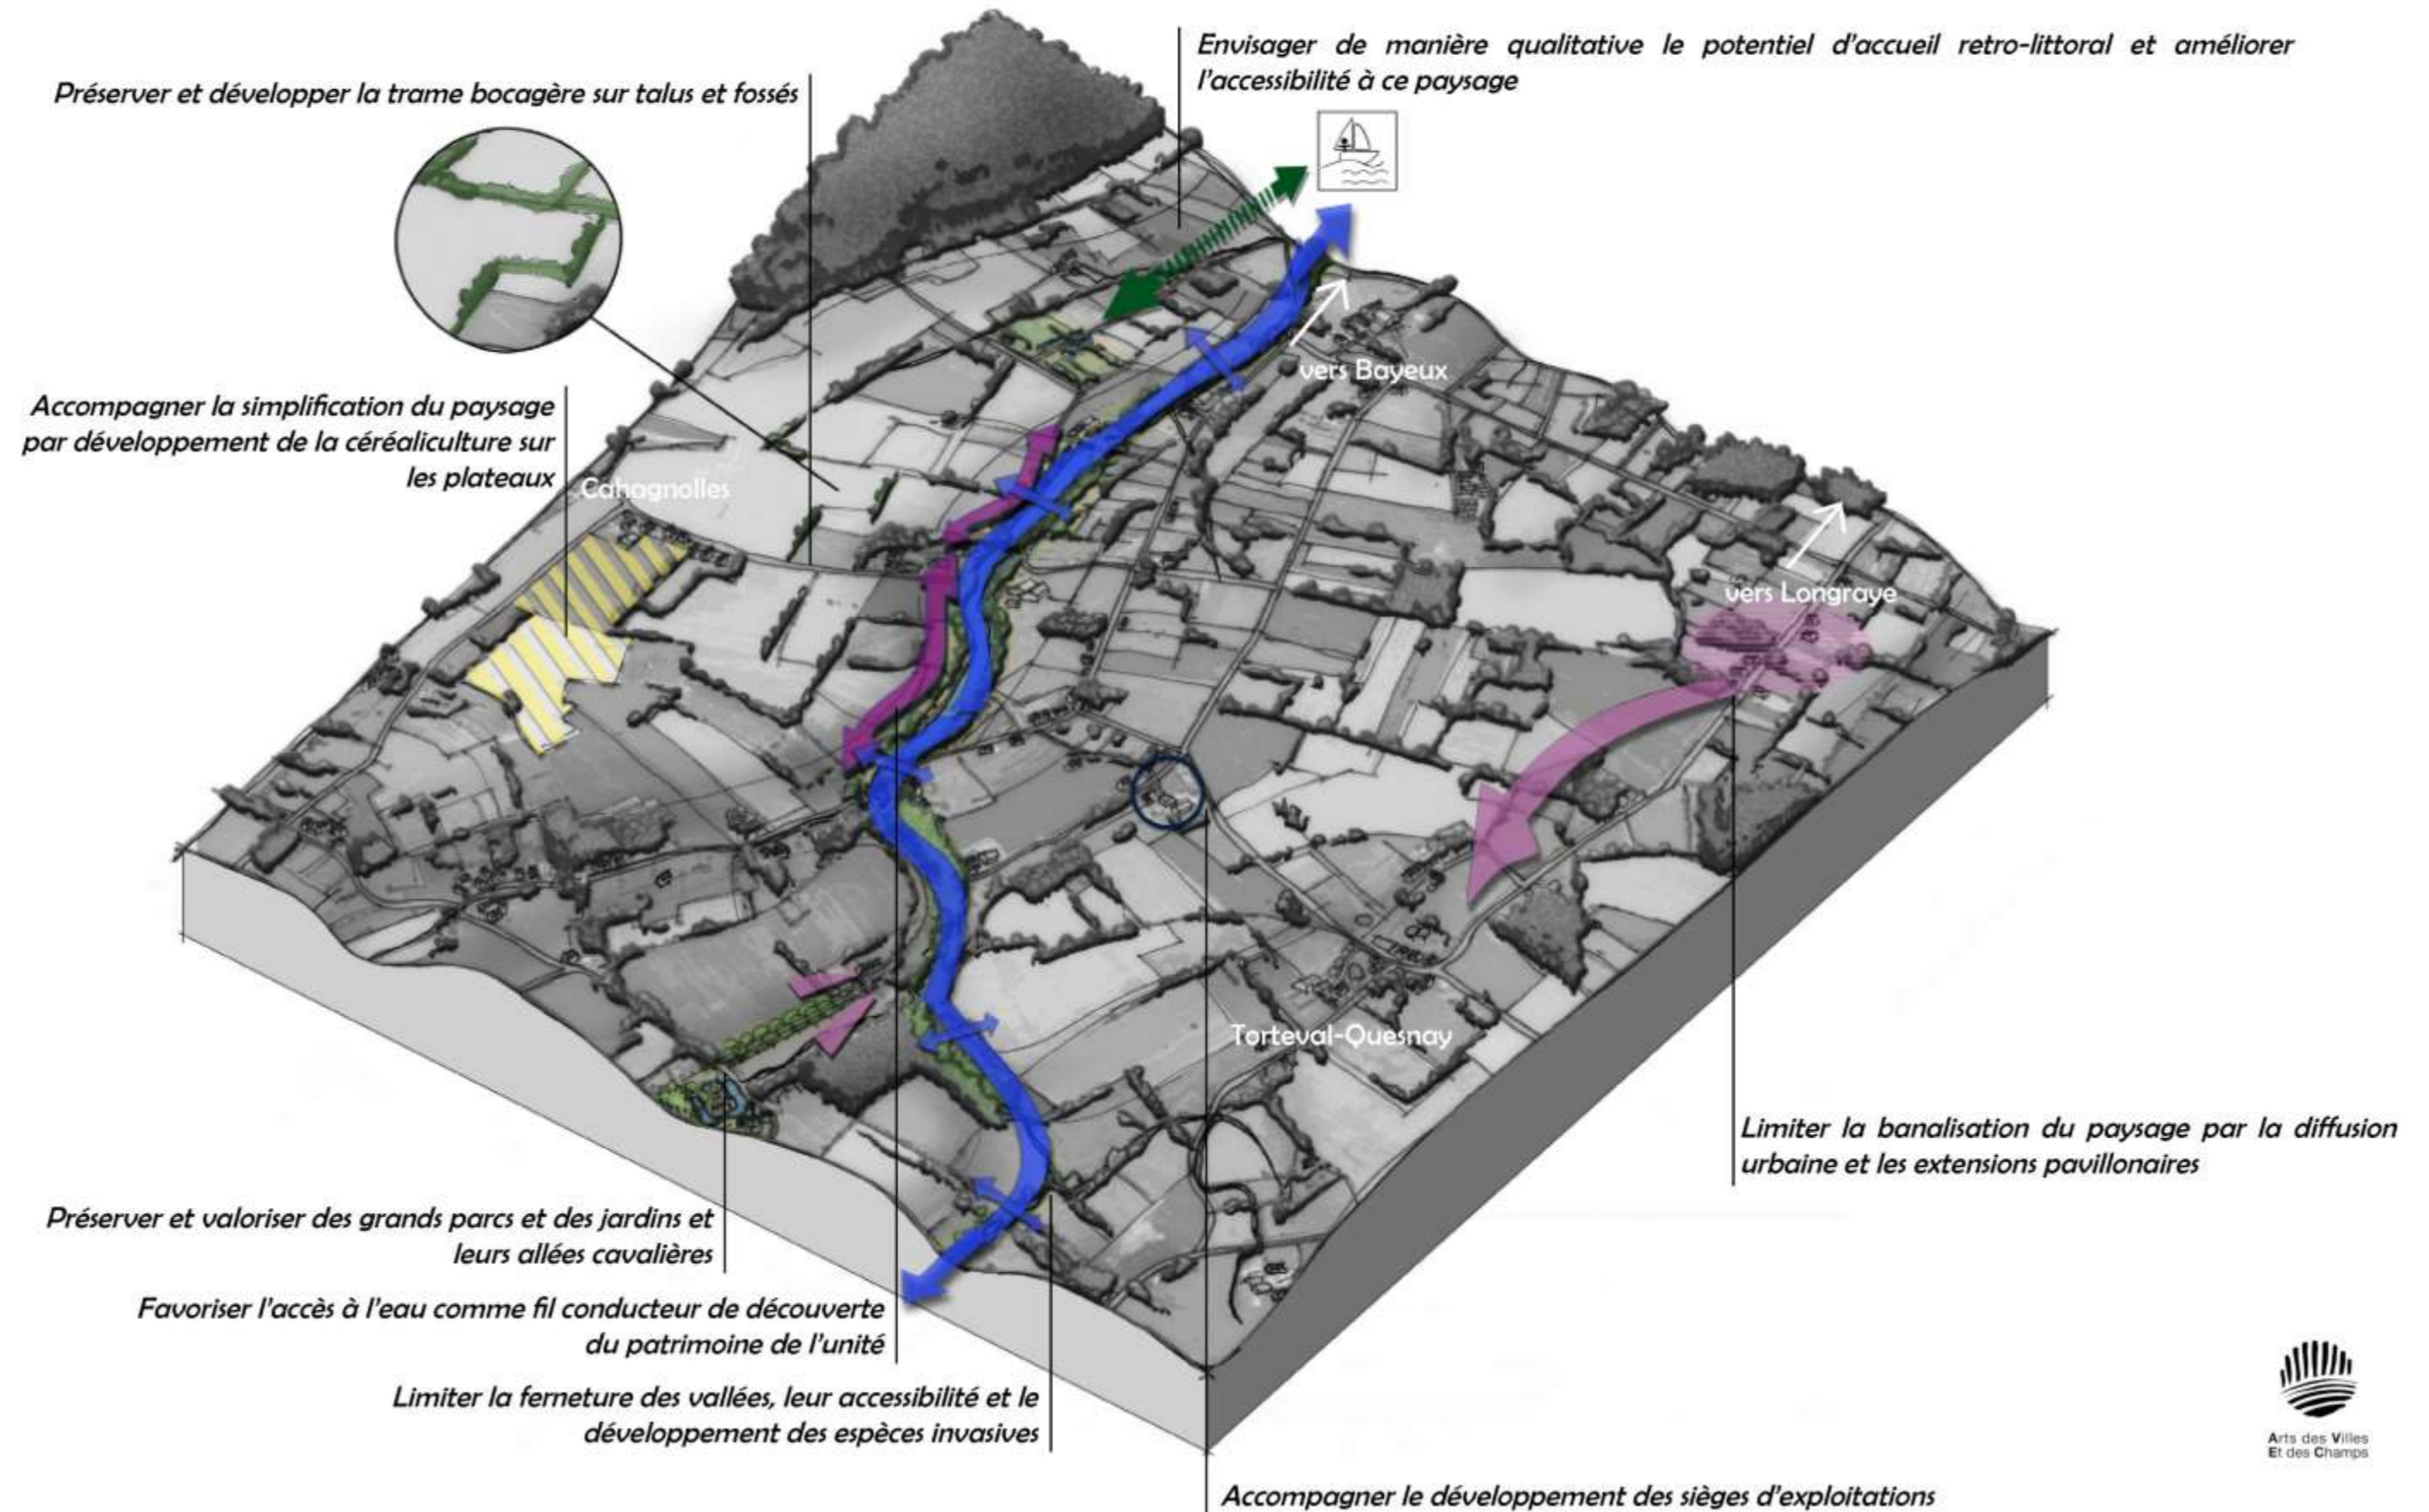 Envisager de manière qualitative le potentiel d'accueil retro-littoral et améliorer
l'accessibilité à ce paysage
Préserver et développer la trame bocagère sur talus et fossés
vers Bayeux
Accompagner la simplification du paysage
par développement de la céréaliculture sur
les plateaux
Cahagnolles
vers Longraye
Torteval-Quesnay
Limiter la banalisation du paysage par la diffusion
urbaine et les extensions pavillonaires
Préserver et valoriser des grands parcs et des jardins et
leurs allées cavalières
Favoriser l'accès à l'eau comme fil conducteur de découverte
du patrimoine de l'unité
Limiter la ferneture des vallées, leur accessibilité et le
développement des espèces invasives
Arts des Villes
Et des Champs
Accompagner le développement des sièges d'exploitations